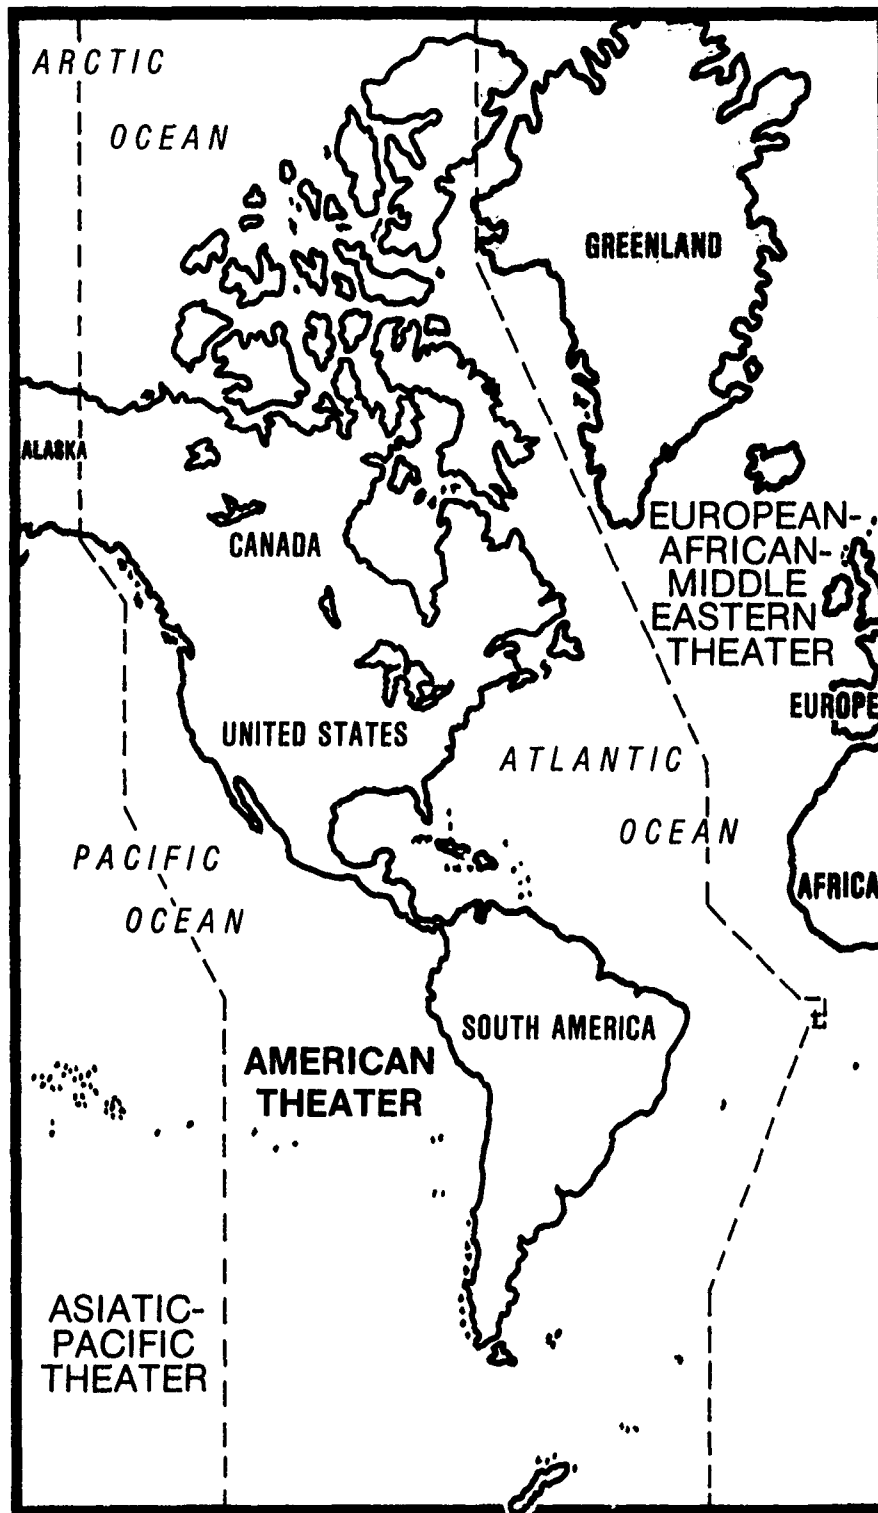 ARCTIC
OCEAN
GREENLAND
ALASKA
CANADA
EUROPEAN-
AFRICAN-
MIDDLE
EASTERN
THEATER
EUROPE
UNITED STATES
ATLANTIC
OCEAN
PACIFIC
OCEAN
AFRICA
SOUTH AMERICA
AMERICAN
THEATER
ASIATIC-
PACIFIC
THEATER